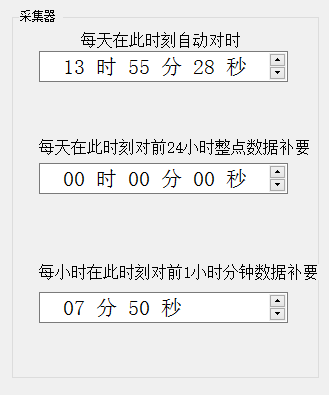 采集器
每天在此时刻自动对时
13 时 55 分 28 秒
每天在此时刻对前24小时整点数据补要
00 时 00 分 00 秒
每小时在此时刻对前1小时分钟数据补要
07 分 50 秒